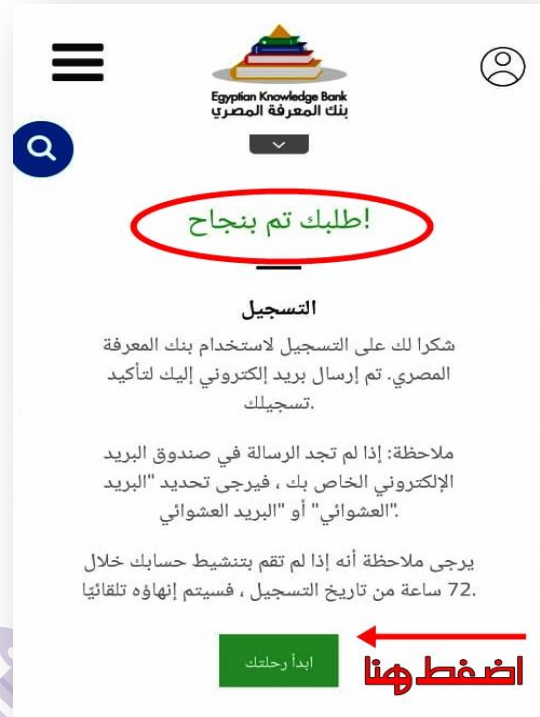 Egyptian Knowledge Bank
بنك المعرفة المصري
طلبك تم بنجاح!
التسجيل
شكرا لك على التسجيل لاستخدام بنك المعرفة
المصري. تم إرسال بريد إلكتروني إليك لتأكيد
تسجيلك.
ملاحظة: إذا لم تجد الرسالة في صندوق البريد
الإلكتروني الخاص بك ، فيرجى تحديد "البريد
العشوائي" أو "البريد العشوائي".
يرجى ملاحظة أنه إذا لم تقم بتنشيط حسابك خلال
72 ساعة من تاريخ التسجيل ، فسيتم إنهاؤه تلقائيًا.
ابدأ رحلتك
اضغط هنا